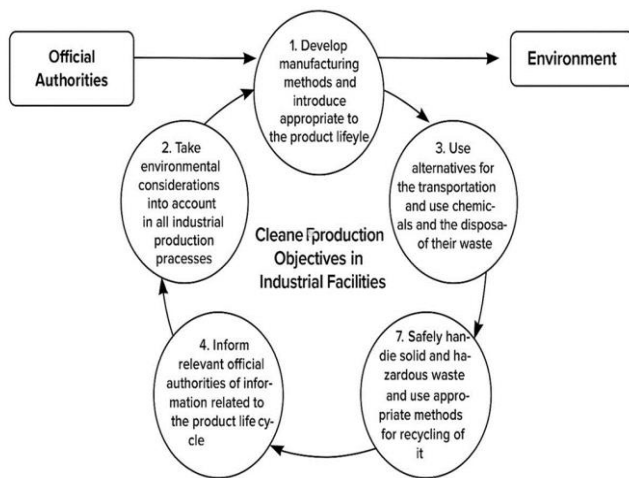 Official
Authorities
1. Develop
manufacturing
methods and
introduce
appropriate to
the product lifeyle
Environment
2. Take
environmental
considerations
into account
in all industrial
production
pracesses
3. Use
alternatives for
the transportation
and use chemic-
als and the disposa-
of their waste
Cleane production
Objectives in
Industrial Facilities
4. Inform
relevant official
authorities of infor-
mation related to
the product life cy-
cle
7. Safely han-
die solid and ha-
zardous waste
and use appro-
priate methods
for recycling of
it